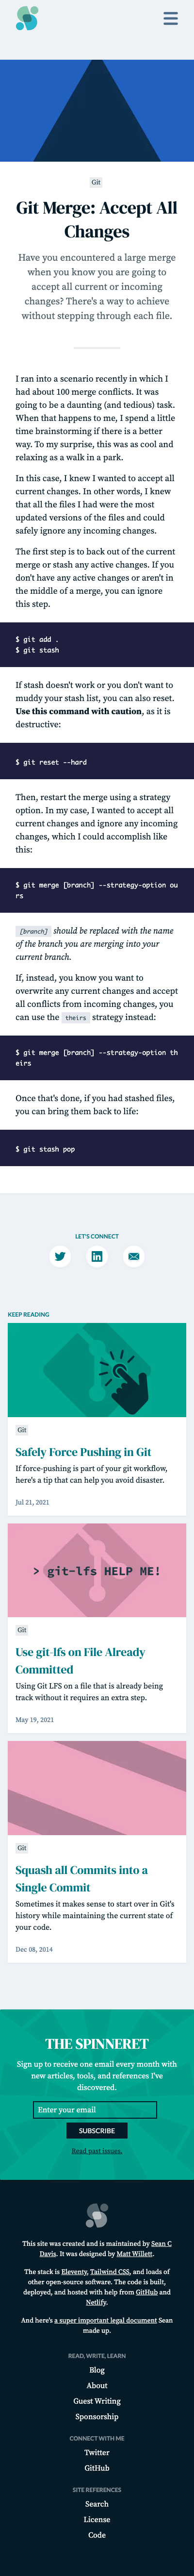 Git
Git Merge: Accept All
Changes
Have you encountered a large merge
when you know you are going to
accept all current or incoming
changes? There's a way to achieve
without stepping through each file.
I ran into a scenario recently in which I
had about 100 merge conflicts. It was
going to be a daunting (and tedious) task.
When that happens to me, I spend a little
time brainstorming if there is a better
way. To my surprise, this was as cool and
relaxing as a walk in a park.
In this case, I knew I wanted to accept all
current changes. In other words, I knew
that all the files I had were the most
updated versions of the files and could
safely ignore any incoming changes.
The first step is to back out of the current
merge or stash any active changes. If you
don't have any active changes or aren't in
the middle of a merge, you can ignore
this step.
$ git add .
$ git stash
If stash doesn't work or you don't want to
muddy your stash list, you can also reset.
Use this command with caution, as it is
destructive:
$ git reset --hard
Then, restart the merge using a strategy
option. In my case, I wanted to accept all
current changes and ignore any incoming
changes, which I could accomplish like
this:
$ git merge [branch] --strategy-option ou
rs
[branch] should be replaced with the name
of the branch you are merging into your
current branch.
If, instead, you know you want to
overwrite any current changes and accept
all conflicts from incoming changes, you
can use the theirs strategy instead:
$ git merge [branch] --strategy-option th
eirs
Once that's done, if you had stashed files,
you can bring them back to life:
$ git stash pop
LET'S CONNECT
KEEP READING
Git
Safely Force Pushing in Git
If force-pushing is part of your git workflow,
here's a tip that can help you avoid disaster.
Jul 21, 2021
> git-lfs HELP ME!
Git
Use git-lfs on File Already
Committed
Using Git LFS on a file that is already being
track without it requires an extra step.
May 19, 2021
Git
Squash all Commits into a
Single Commit
Sometimes it makes sense to start over in Git's
history while maintaining the current state of
your code.
Dec 08, 2014
THE SPINNERET
Sign up to receive one email every month with
new articles, tools, and references I've
discovered.
Enter your email
SUBSCRIBE
Read past issues.
This site was created and is maintained by Sean C
Davis. It was designed by Matt Willett.
The stack is Eleventy, Tailwind CSS, and loads of
other open-source software. The code is built,
deployed, and hosted with help from GitHub and
Netlify.
And here's a super important legal document Sean
made up.
READ, WRITE, LEARN
Blog
About
Guest Writing
Sponsorship
CONNECT WITH ME
Twitter
GitHub
SITE REFERENCES
Search
License
Code